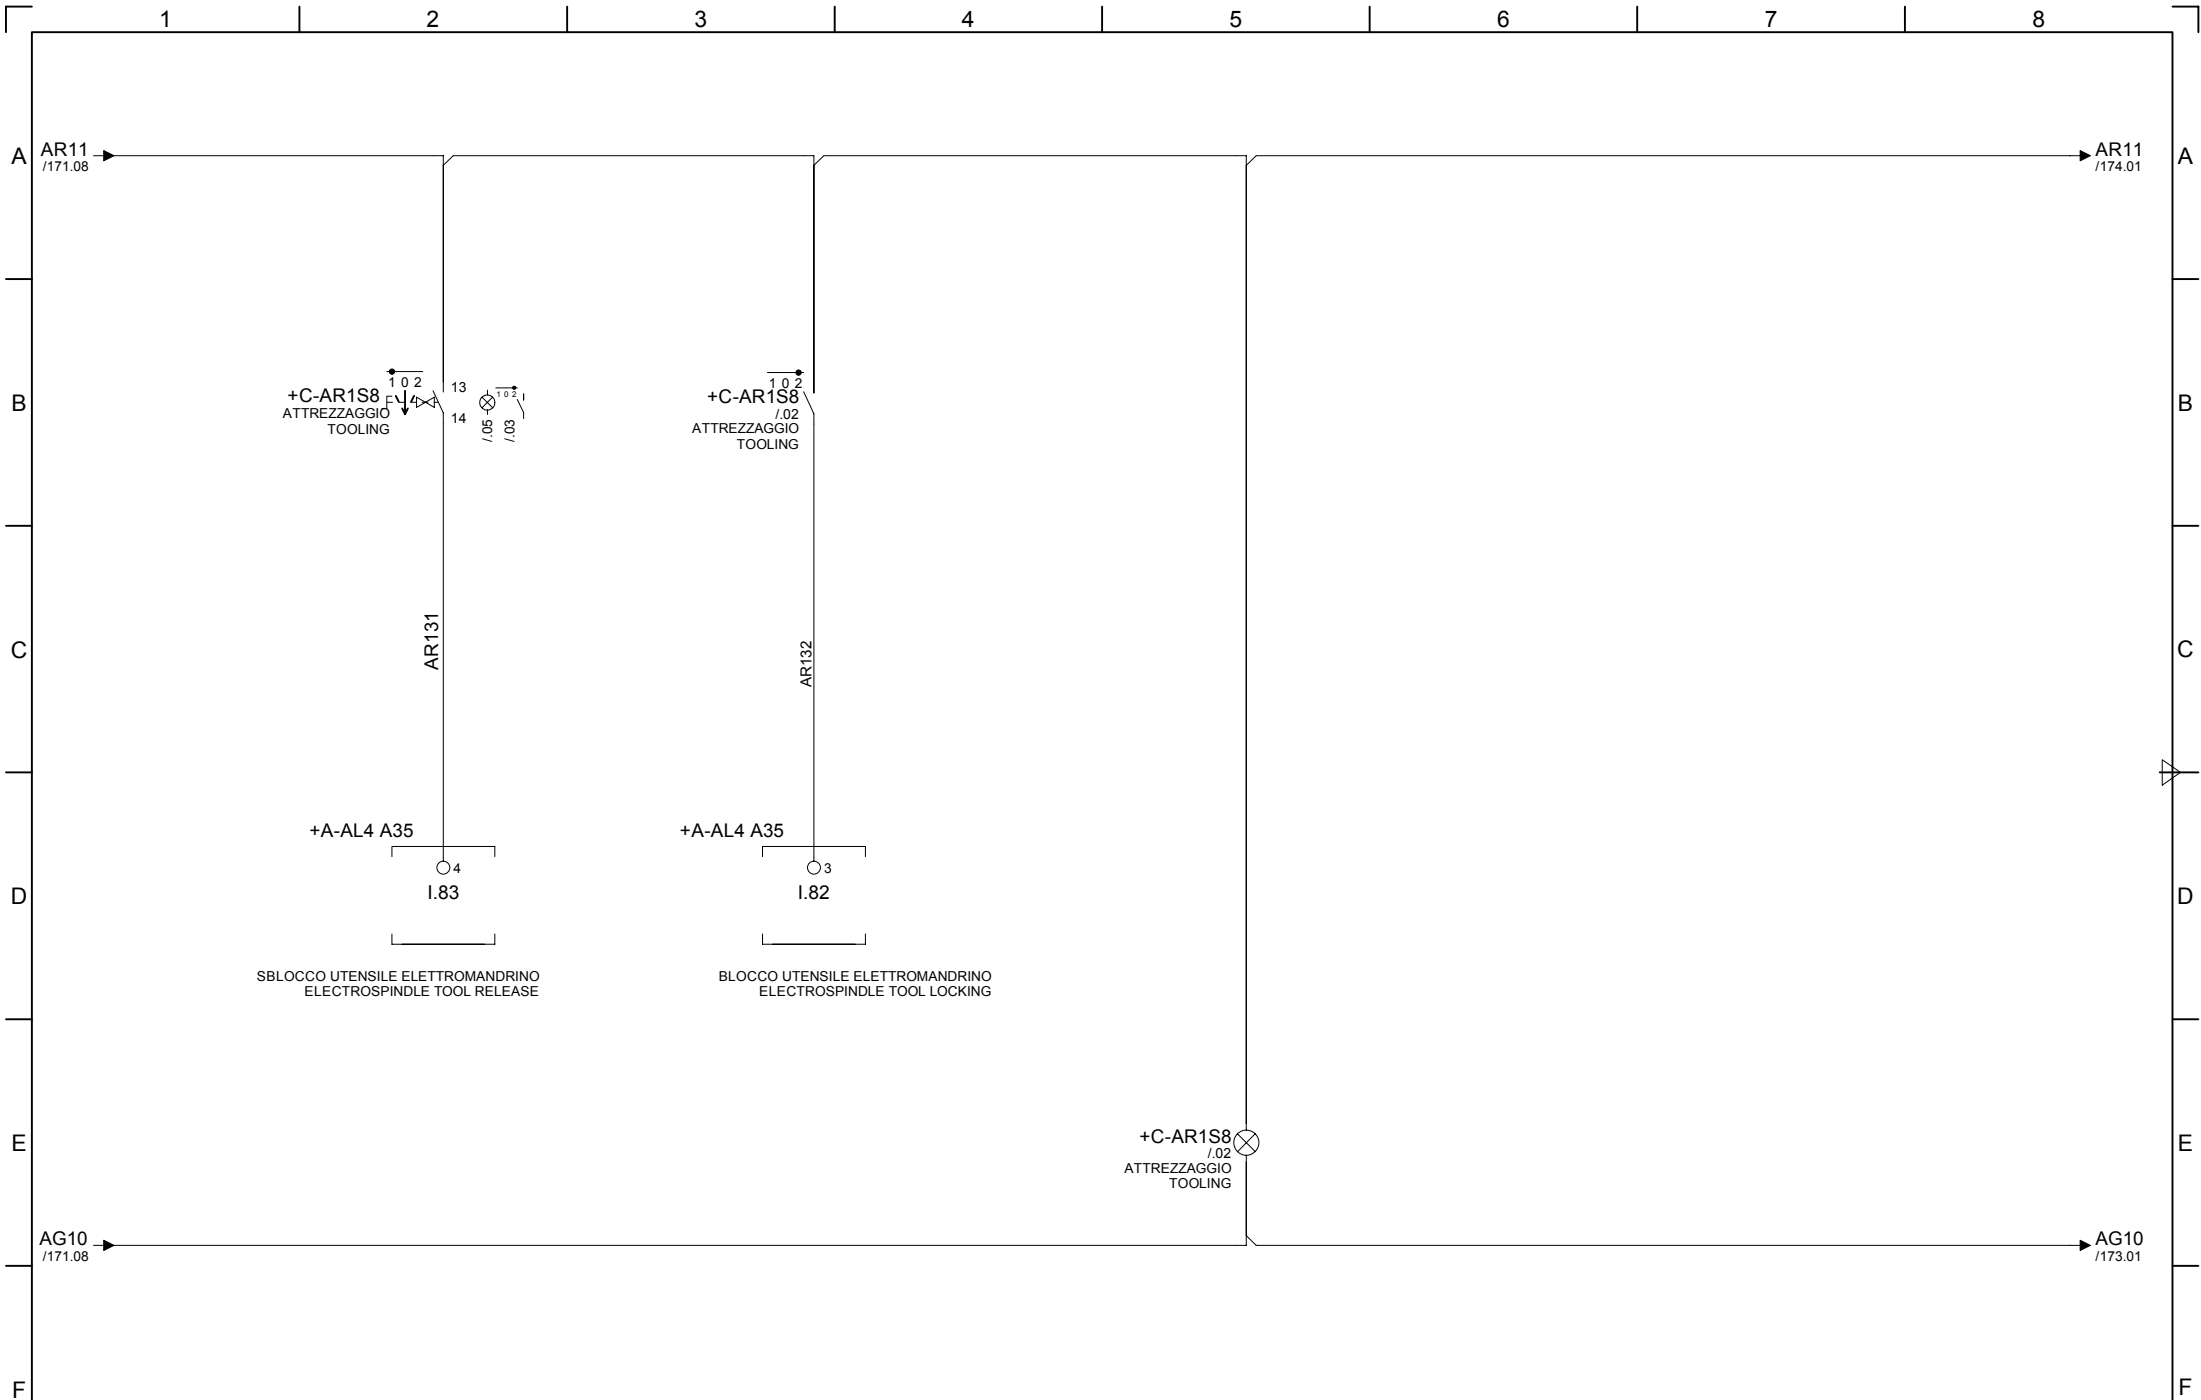 1 2 3 4 5 6 7 8
A AR11 AR11 A
/171.08 /174.01
1 0 2
13
+C-AR1S8
ATTREZZAGGIO
TOOLING
14
1 0 2
/.05 /.03
1 0 2
+C-AR1S8
/.02
ATTREZZAGGIO
TOOLING
B B
AR131 AR132
C C
+A-AL4 A35 +A-AL4 A35
4 3
I.83 I.82
D D
SBLOCCO UTENSILE ELETTROMANDRINO
ELECTROSPINDLE TOOL RELEASE
BLOCCO UTENSILE ELETTROMANDRINO
ELECTROSPINDLE TOOL LOCKING
E E
+C-AR1S8
/.02
ATTREZZAGGIO
TOOLING
AG10 AG10
/171.08 /173.01
F F